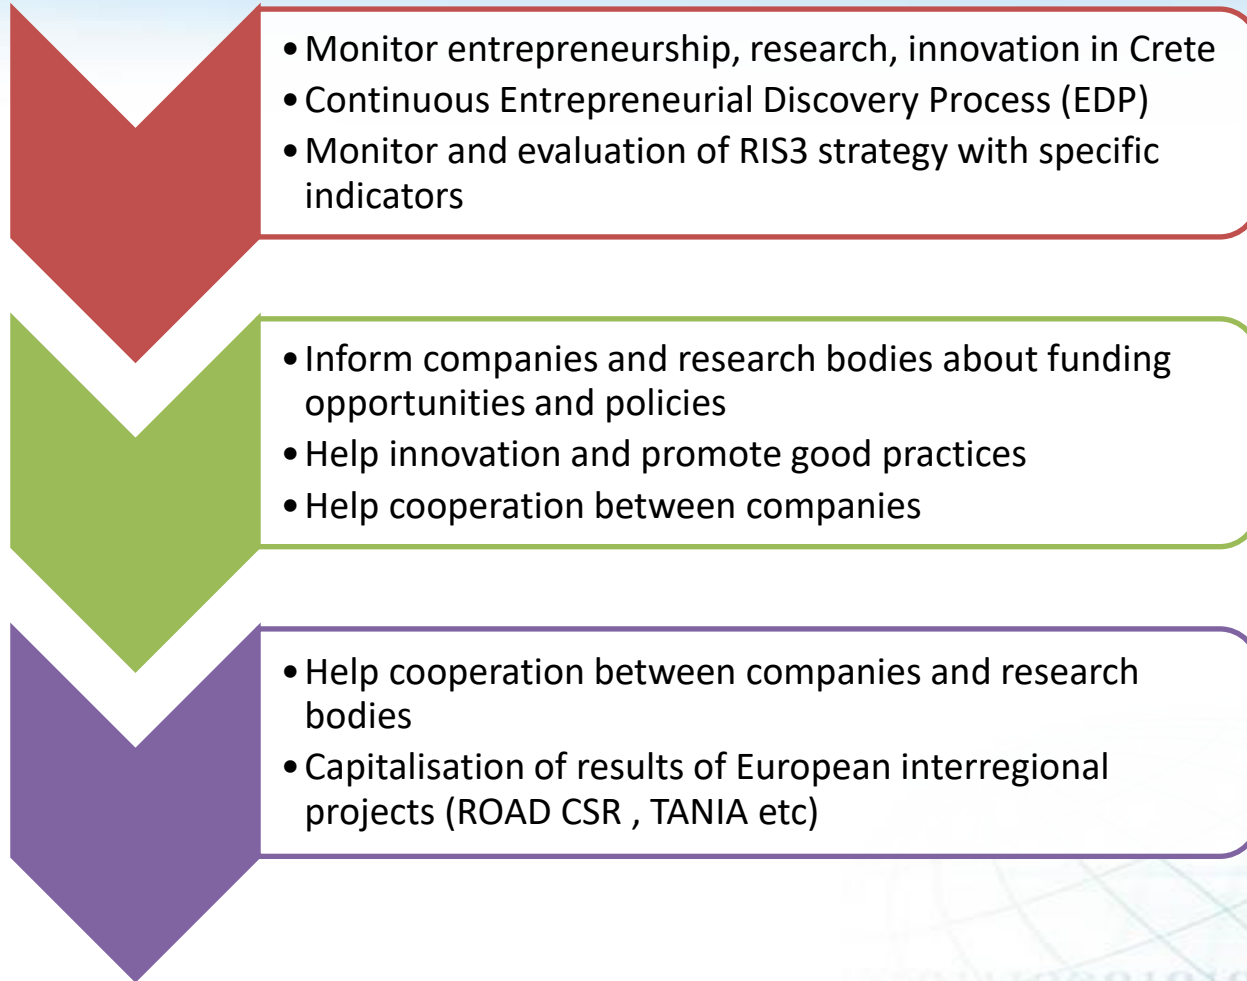 • Monitor entrepreneurship, research, innovation in Crete
• Continuous Entrepreneurial Discovery Process (EDP)
• Monitor and evaluation of RIS3 strategy with specific
indicators
• Inform companies and research bodies about funding
opportunities and policies
• Help innovation and promote good practices
• Help cooperation between companies
• Help cooperation between companies and research
bodies
• Capitalisation of results of European interregional
projects (ROAD CSR , TANIA etc)